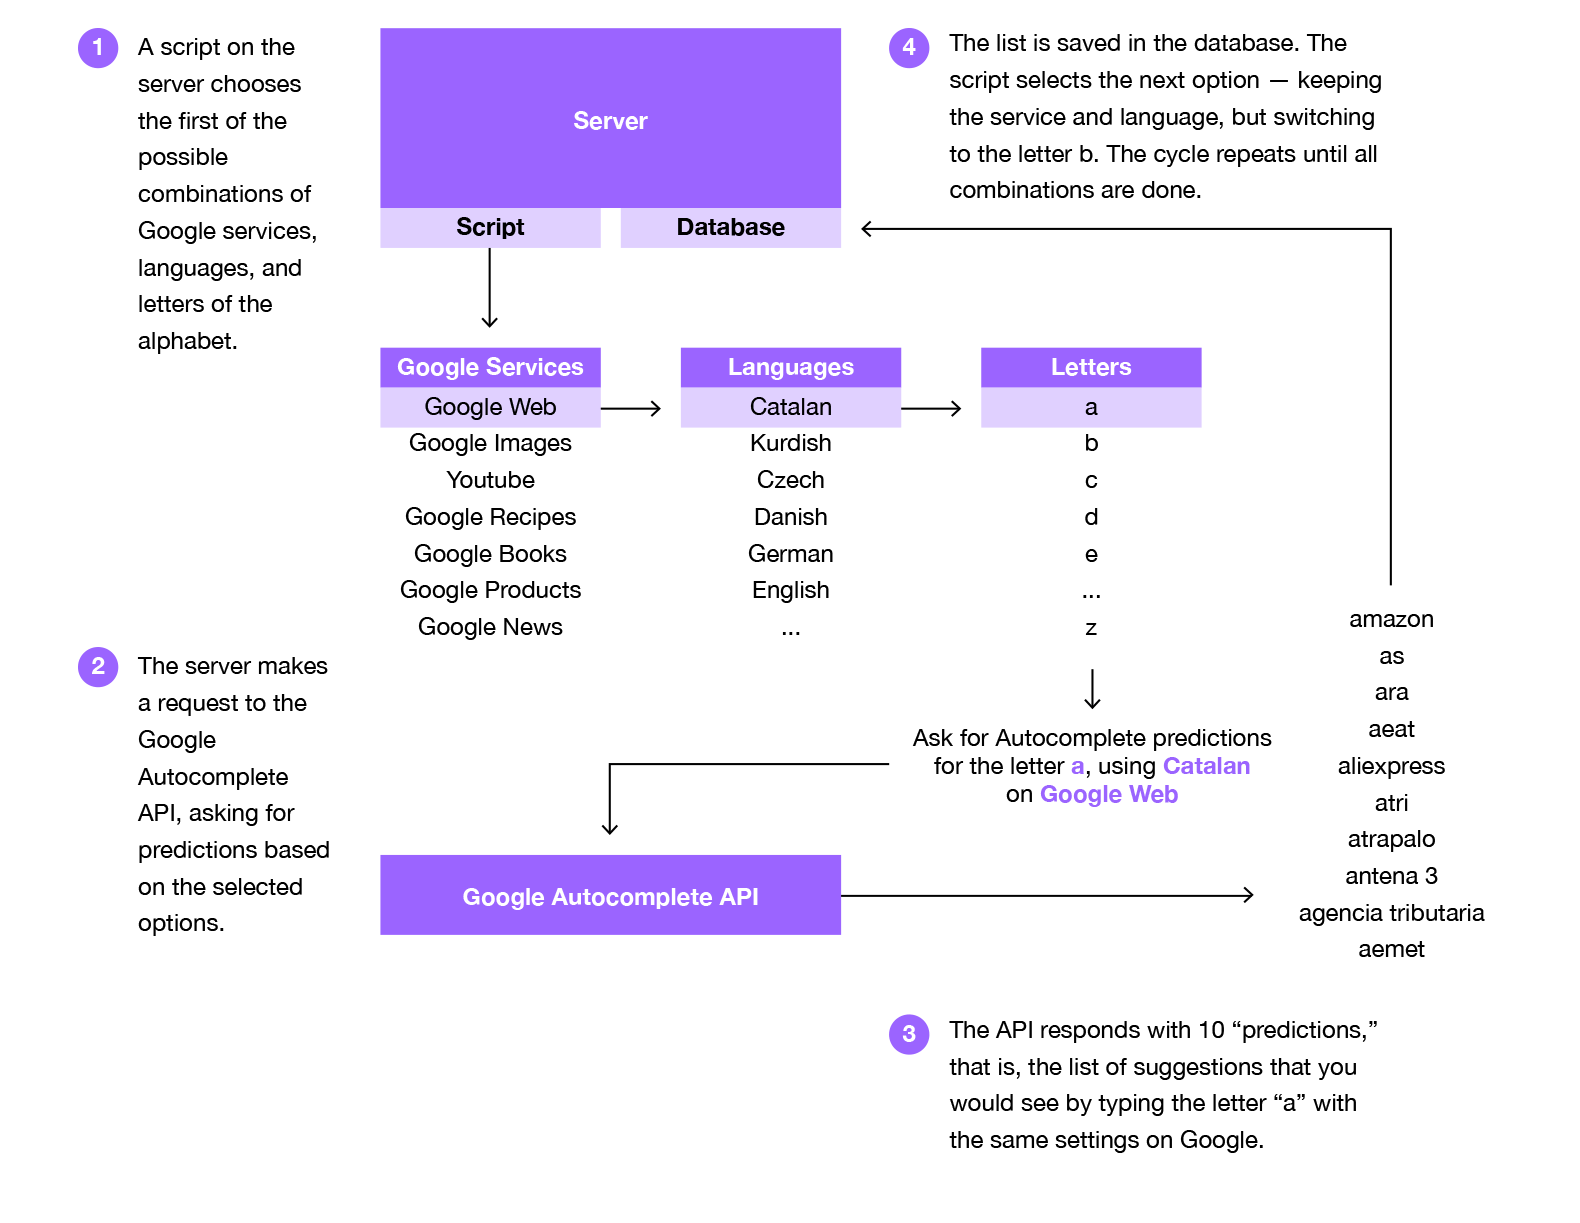 1
A script on the
server chooses
the first of the
possible
combinations of
Google services,
languages, and
letters of the
alphabet.
Server
Script
Database
4
The list is saved in the database. The
script selects the next option — keeping
the service and language, but switching
to the letter b. The cycle repeats until all
combinations are done.
Google Services
Google Web
Google Images
Youtube
Google Recipes
Google Books
Google Products
Google News
Languages
Catalan
Kurdish
Czech
Danish
German
English
...
Letters
a
b
c
d
e
...
z
2
The server makes
a request to the
Google
Autocomplete
API, asking for
predictions based
on the selected
options.
Ask for Autocomplete predictions
for the letter a, using Catalan
on Google Web
Google Autocomplete API
amazon
as
ara
aeat
aliexpress
atri
atrapalo
antena 3
agencia tributaria
aemet
3
The API responds with 10 “predictions,”
that is, the list of suggestions that you
would see by typing the letter “a” with
the same settings on Google.